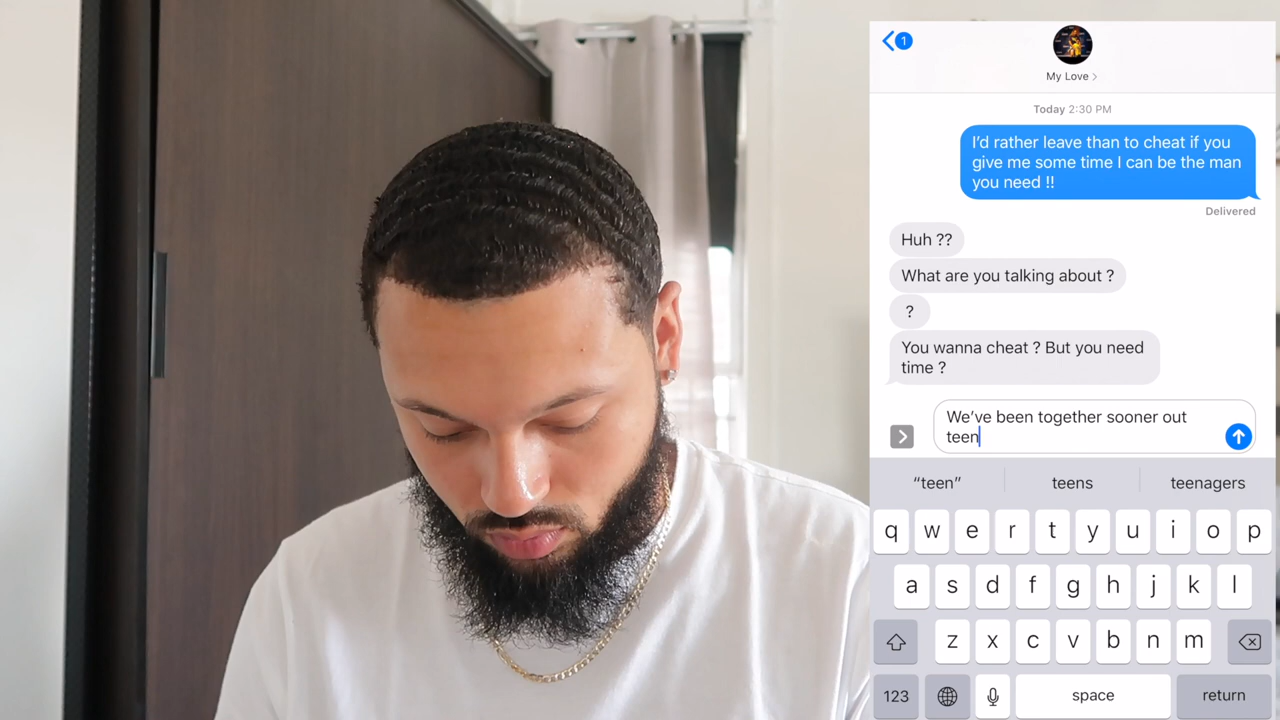 1
My Love
Today 2:30 PM
I’d rather leave than to cheat if you
give me some time I can be the man
you need !!
Delivered
Huh ??
What are you talking about ?
?
You wanna cheat ? But you need
time ?
We’ve been together sooner out
teen
“teen” teens teenagers
q w e r t y u i o p
a s d f g h j k l
z x c v b n m
123 space return